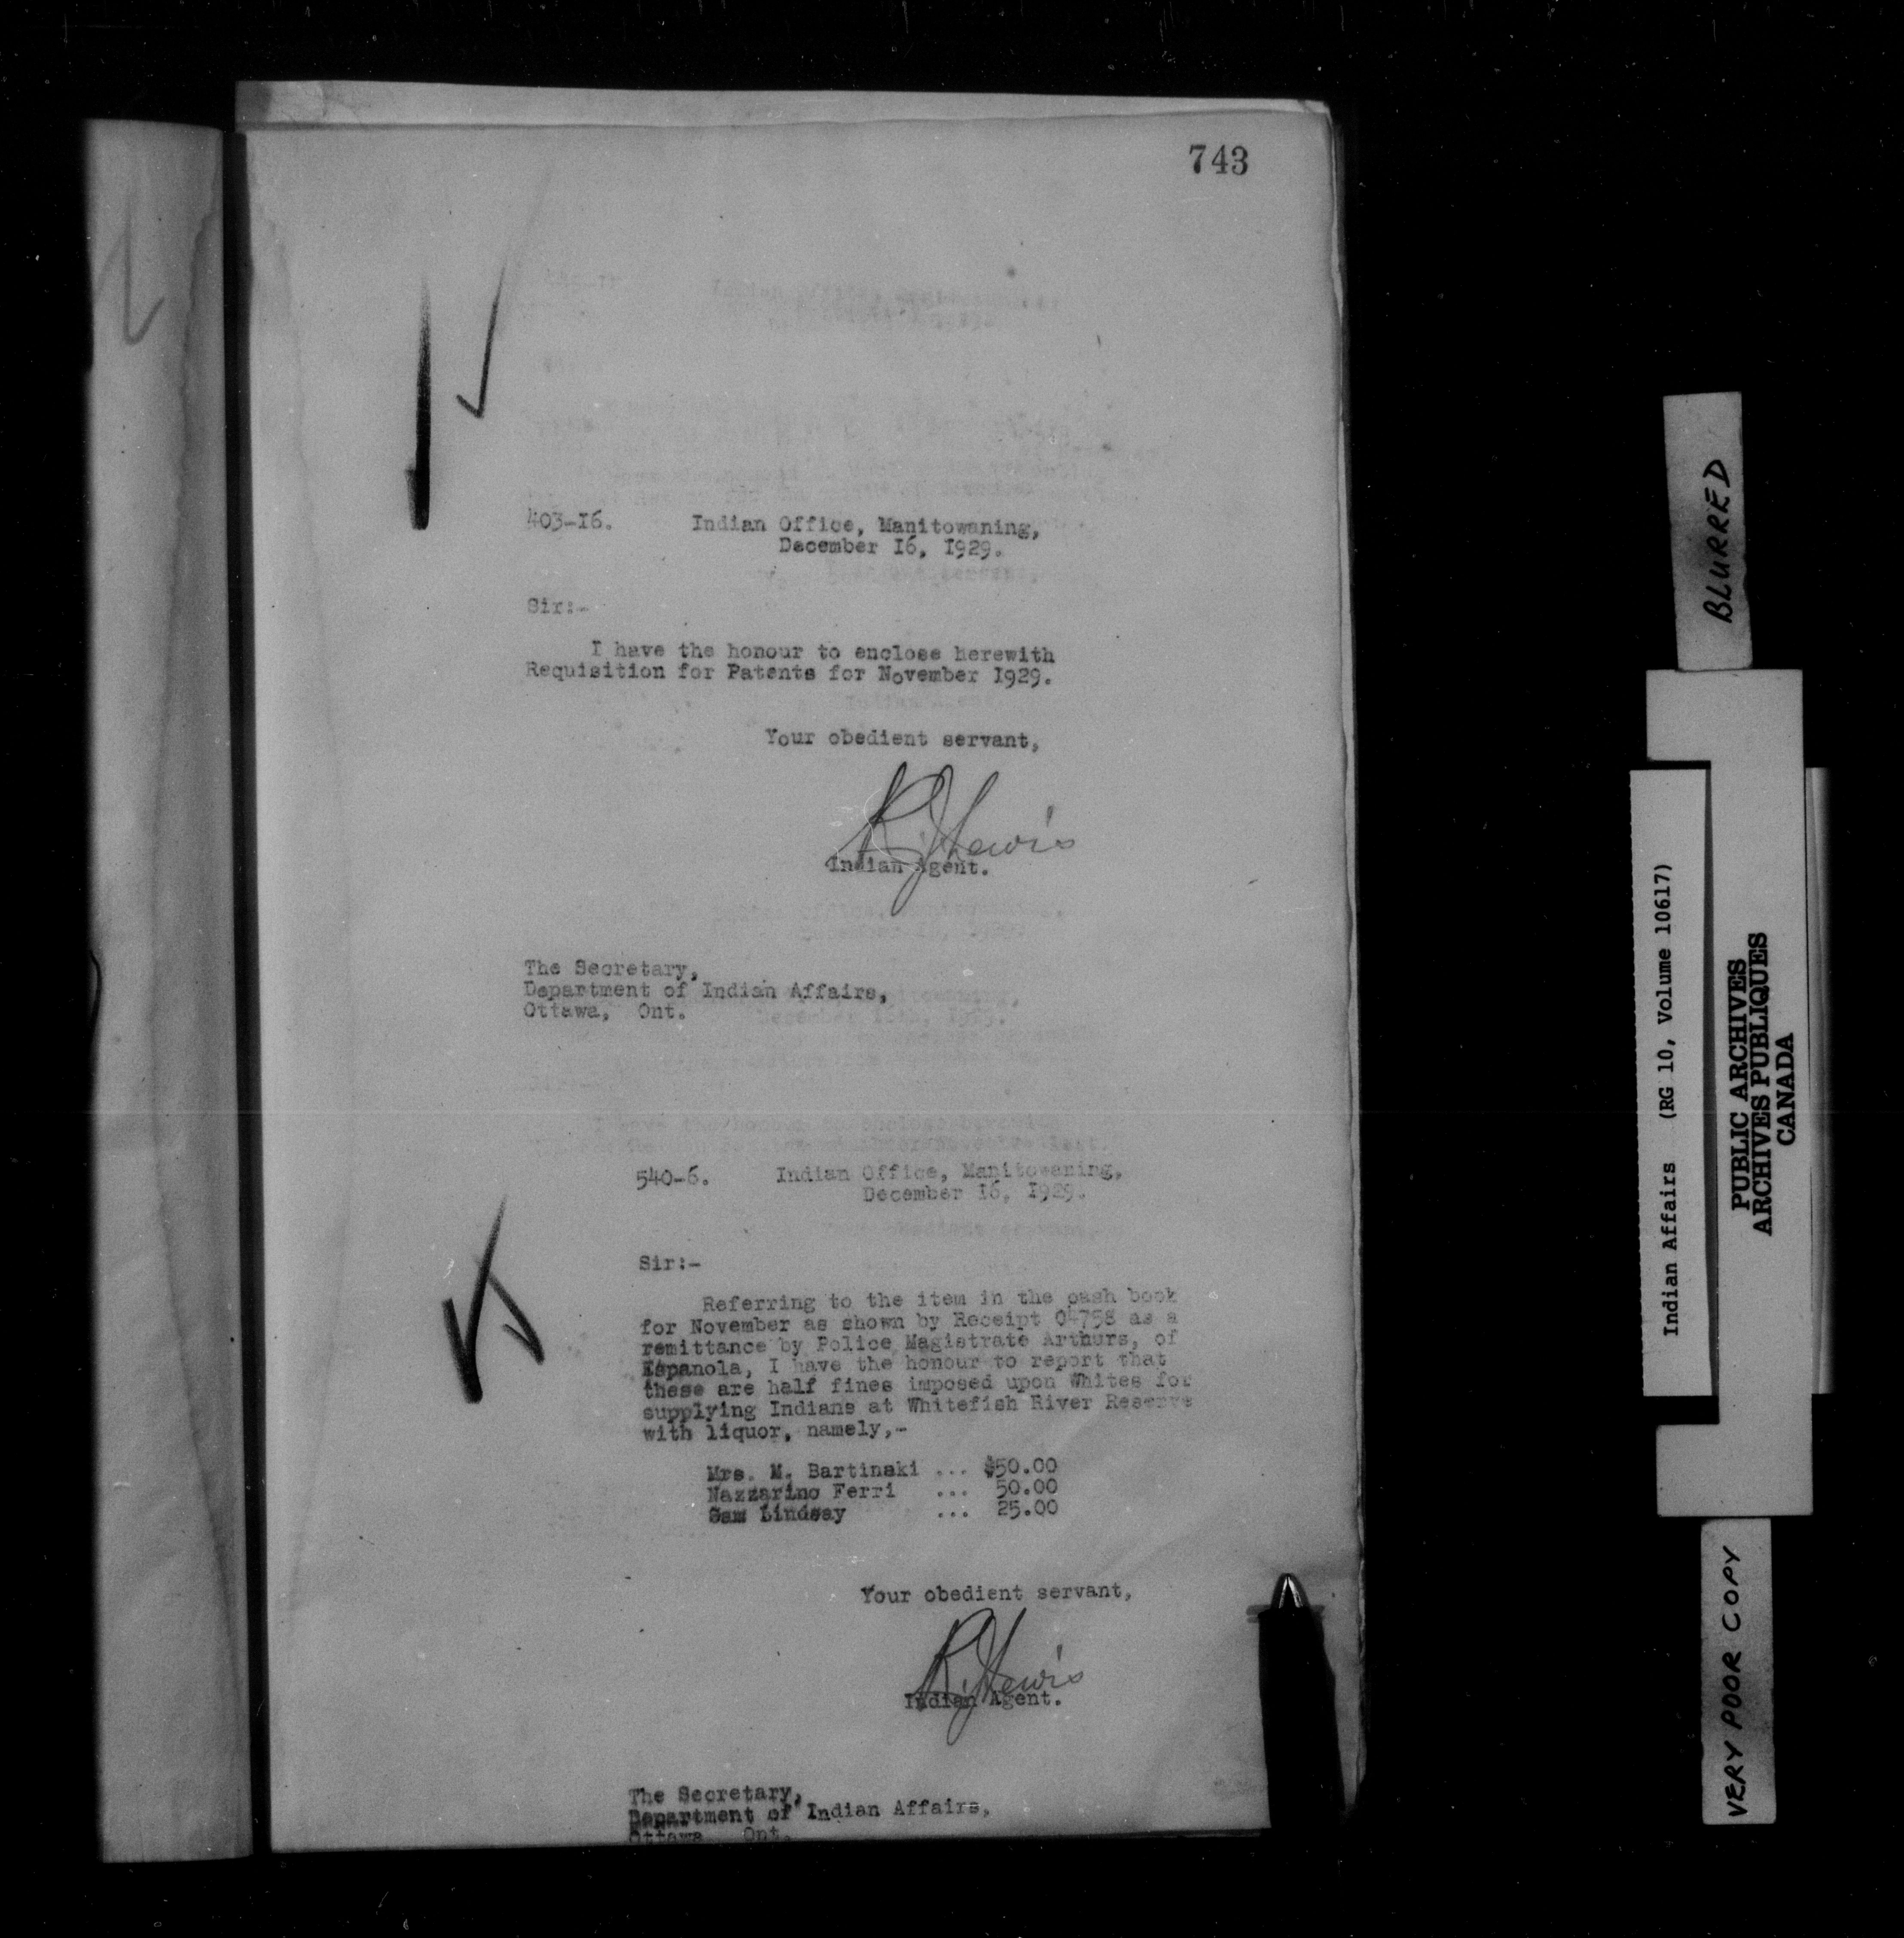 743
403-16. Indian Office, Manitowaning,
December 16, 1929.
Sir:-
I have the honour to enclose herewith
Requisition for Patents for November 1929.
Your obedient servant,
R.J. Lewis
Indian Agent.
The Secretary,
Department of Indian Affairs,
Ottawa, Ont.
540-6. Indian Office, Manitowaning,
December 16, 1929.
Sir:-
Referring to the item in the cash book
for November as shown by Receipt 04758 as a
remittance by Police Magistrate Arthurs, of
Espanola, I have the honour to report that
these are half fines imposed upon Whites for
supplying Indians at Whitefish River Reserve
with liquor, namely,-
Mrs. M. Bartinski ... $50.00
Nazzarino Ferri ... 50.00
Sam Lindsay ... 25.00
Your obedient servant,
R.J. Lewis
Indian Agent.
The Secretary,
Department of Indian Affairs,
Ottawa Ont.
BLURRED
Indian Affairs (RG 10, Volume 10617)
PUBLIC ARCHIVES
ARCHIVES PUBLIQUES
CANADA
VERY POOR COPY